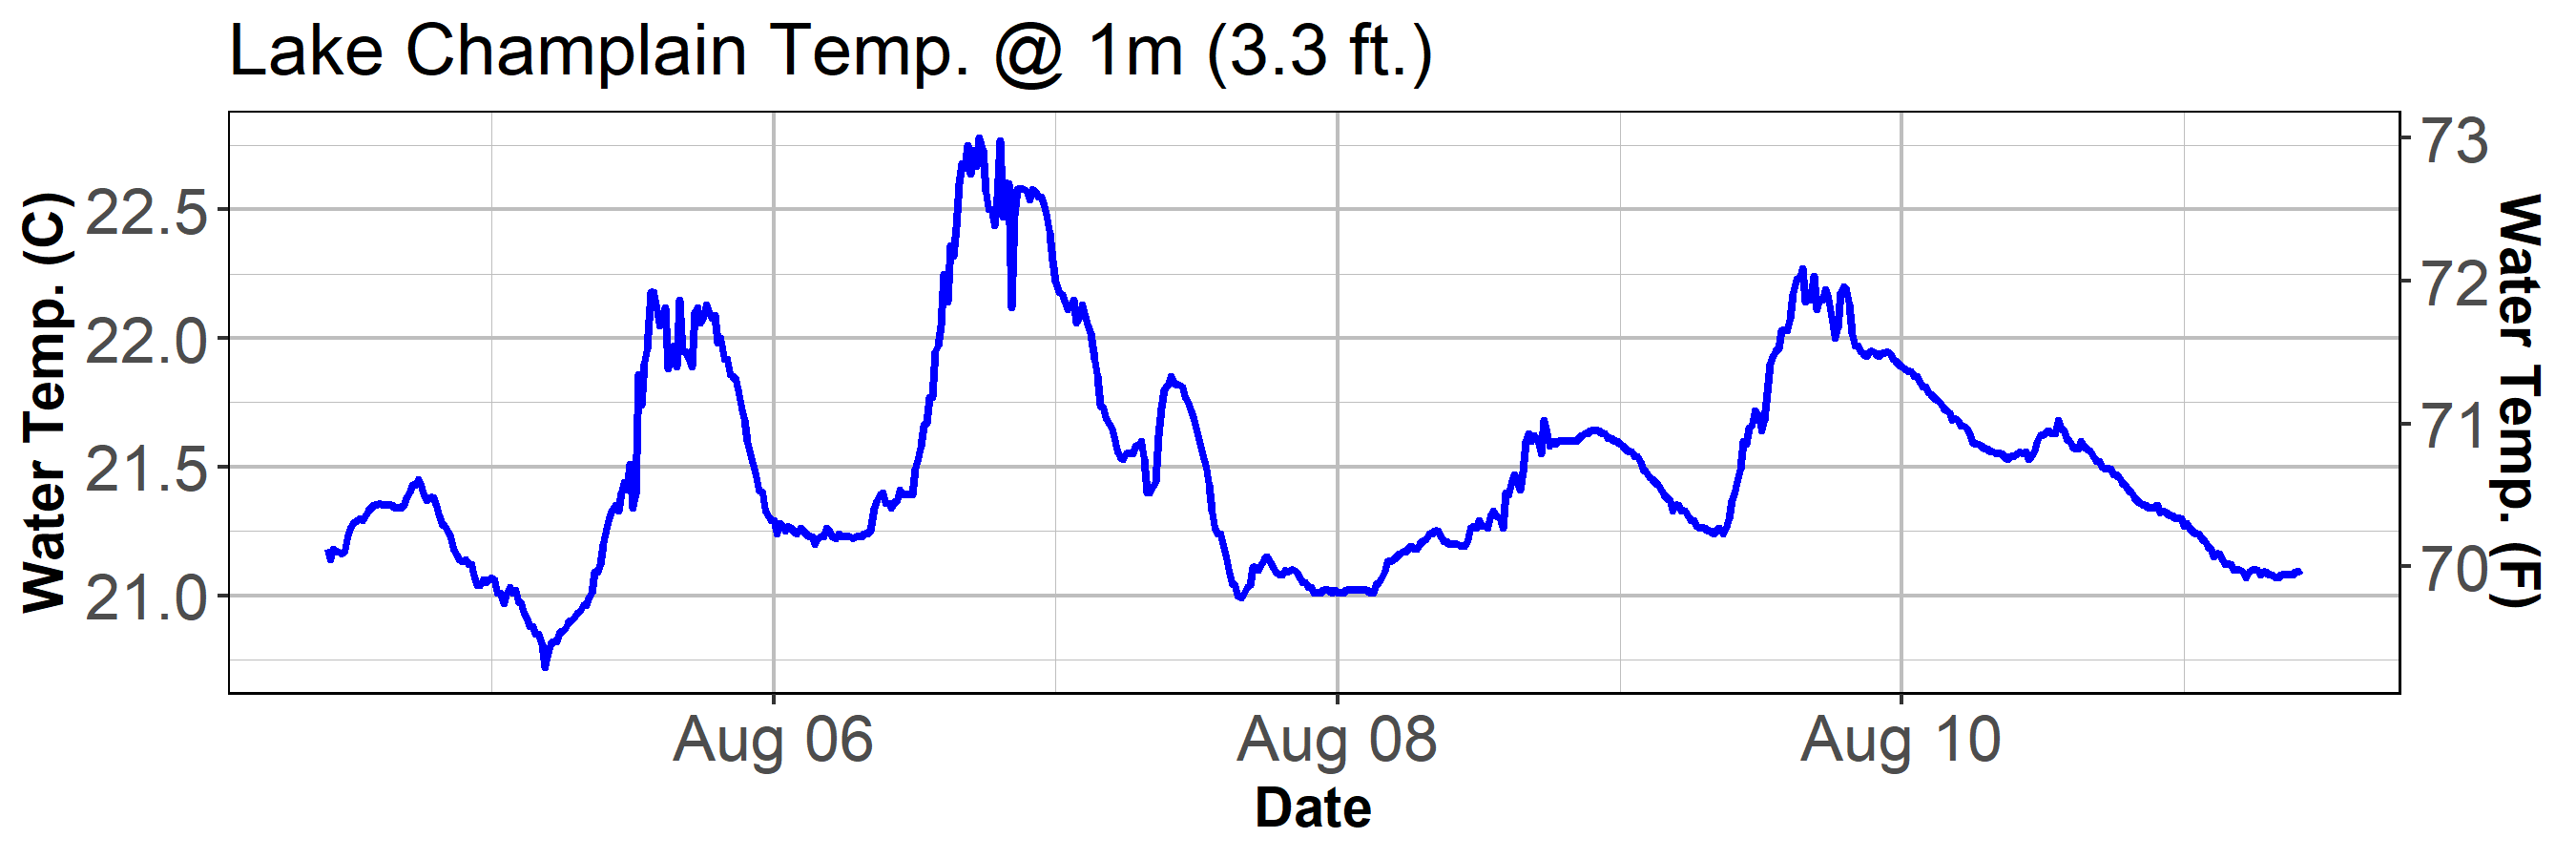 Lake Champlain Temp. @ 1m (3.3 ft.)
Water Temp. (C)
22.5
22.0
21.5
21.0
73
72
71
70
Water Temp. (F)
Aug 06
Aug 08
Aug 10
Date